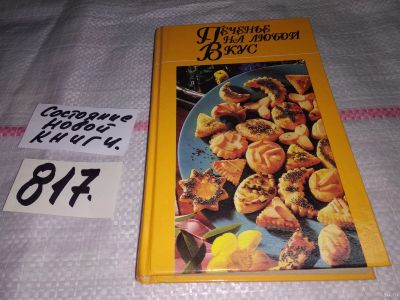 Печенье
на любой
Вкус
Состояние
новой
книги.
817.